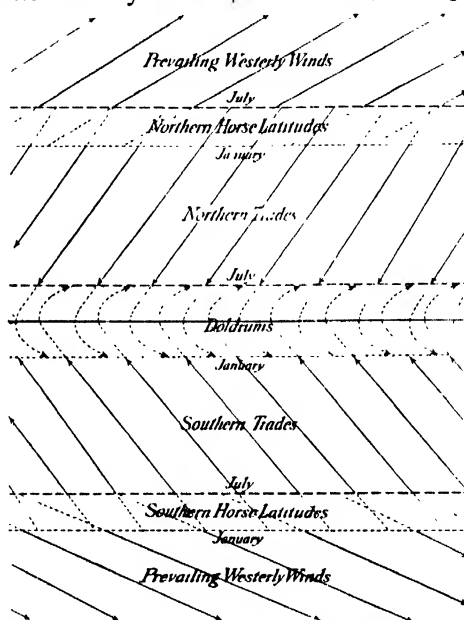 Prevailing Westerly Winds
July
Northern Horse Latitudes
January
Northern Trades
July
Doldrums
January
Southern Trades
July
Southern Horse Latitudes
January
Prevailing Westerly Winds